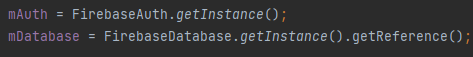 mAuth = FirebaseAuth.getInstance();
mDatabase = FirebaseDatabase.getInstance().getReference();